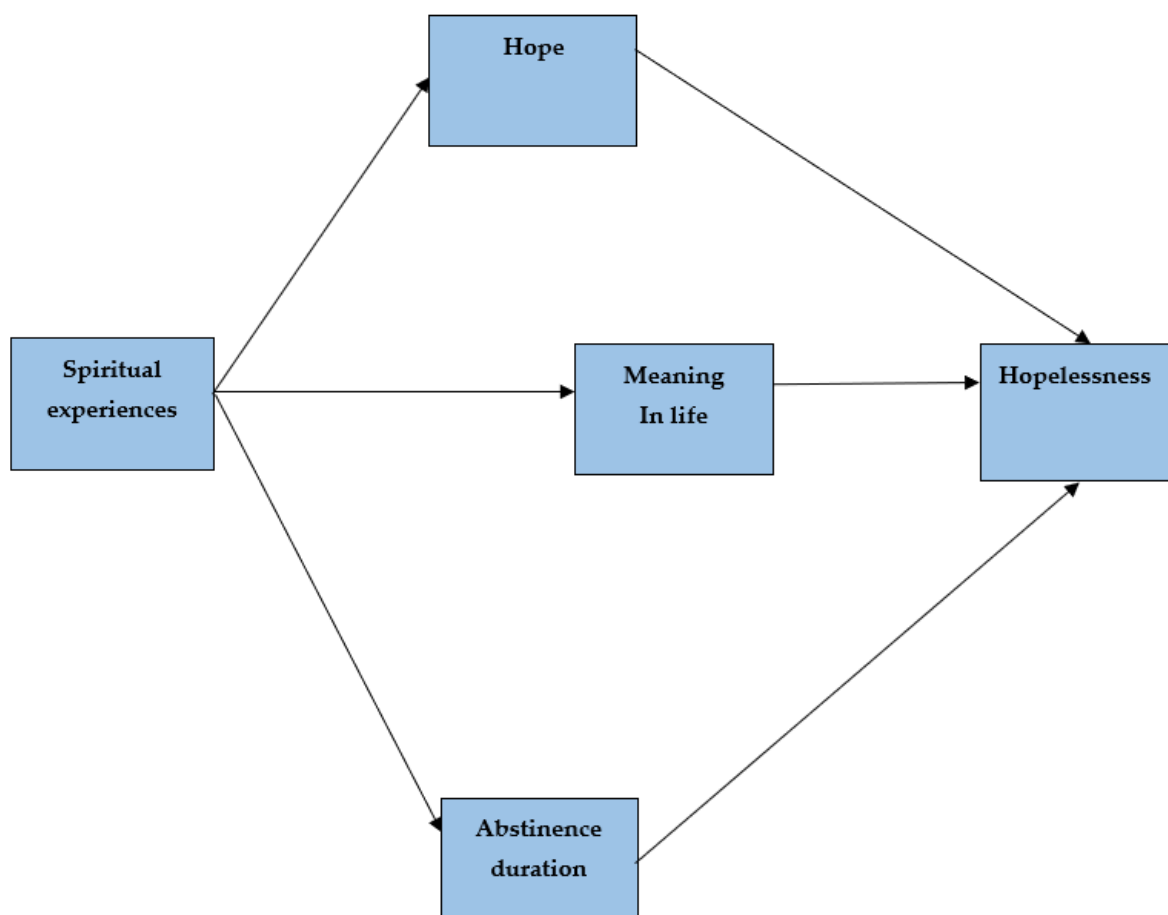 Hope
Spiritual
experiences
Meaning
In life
Hopelessness
Abstinence
duration